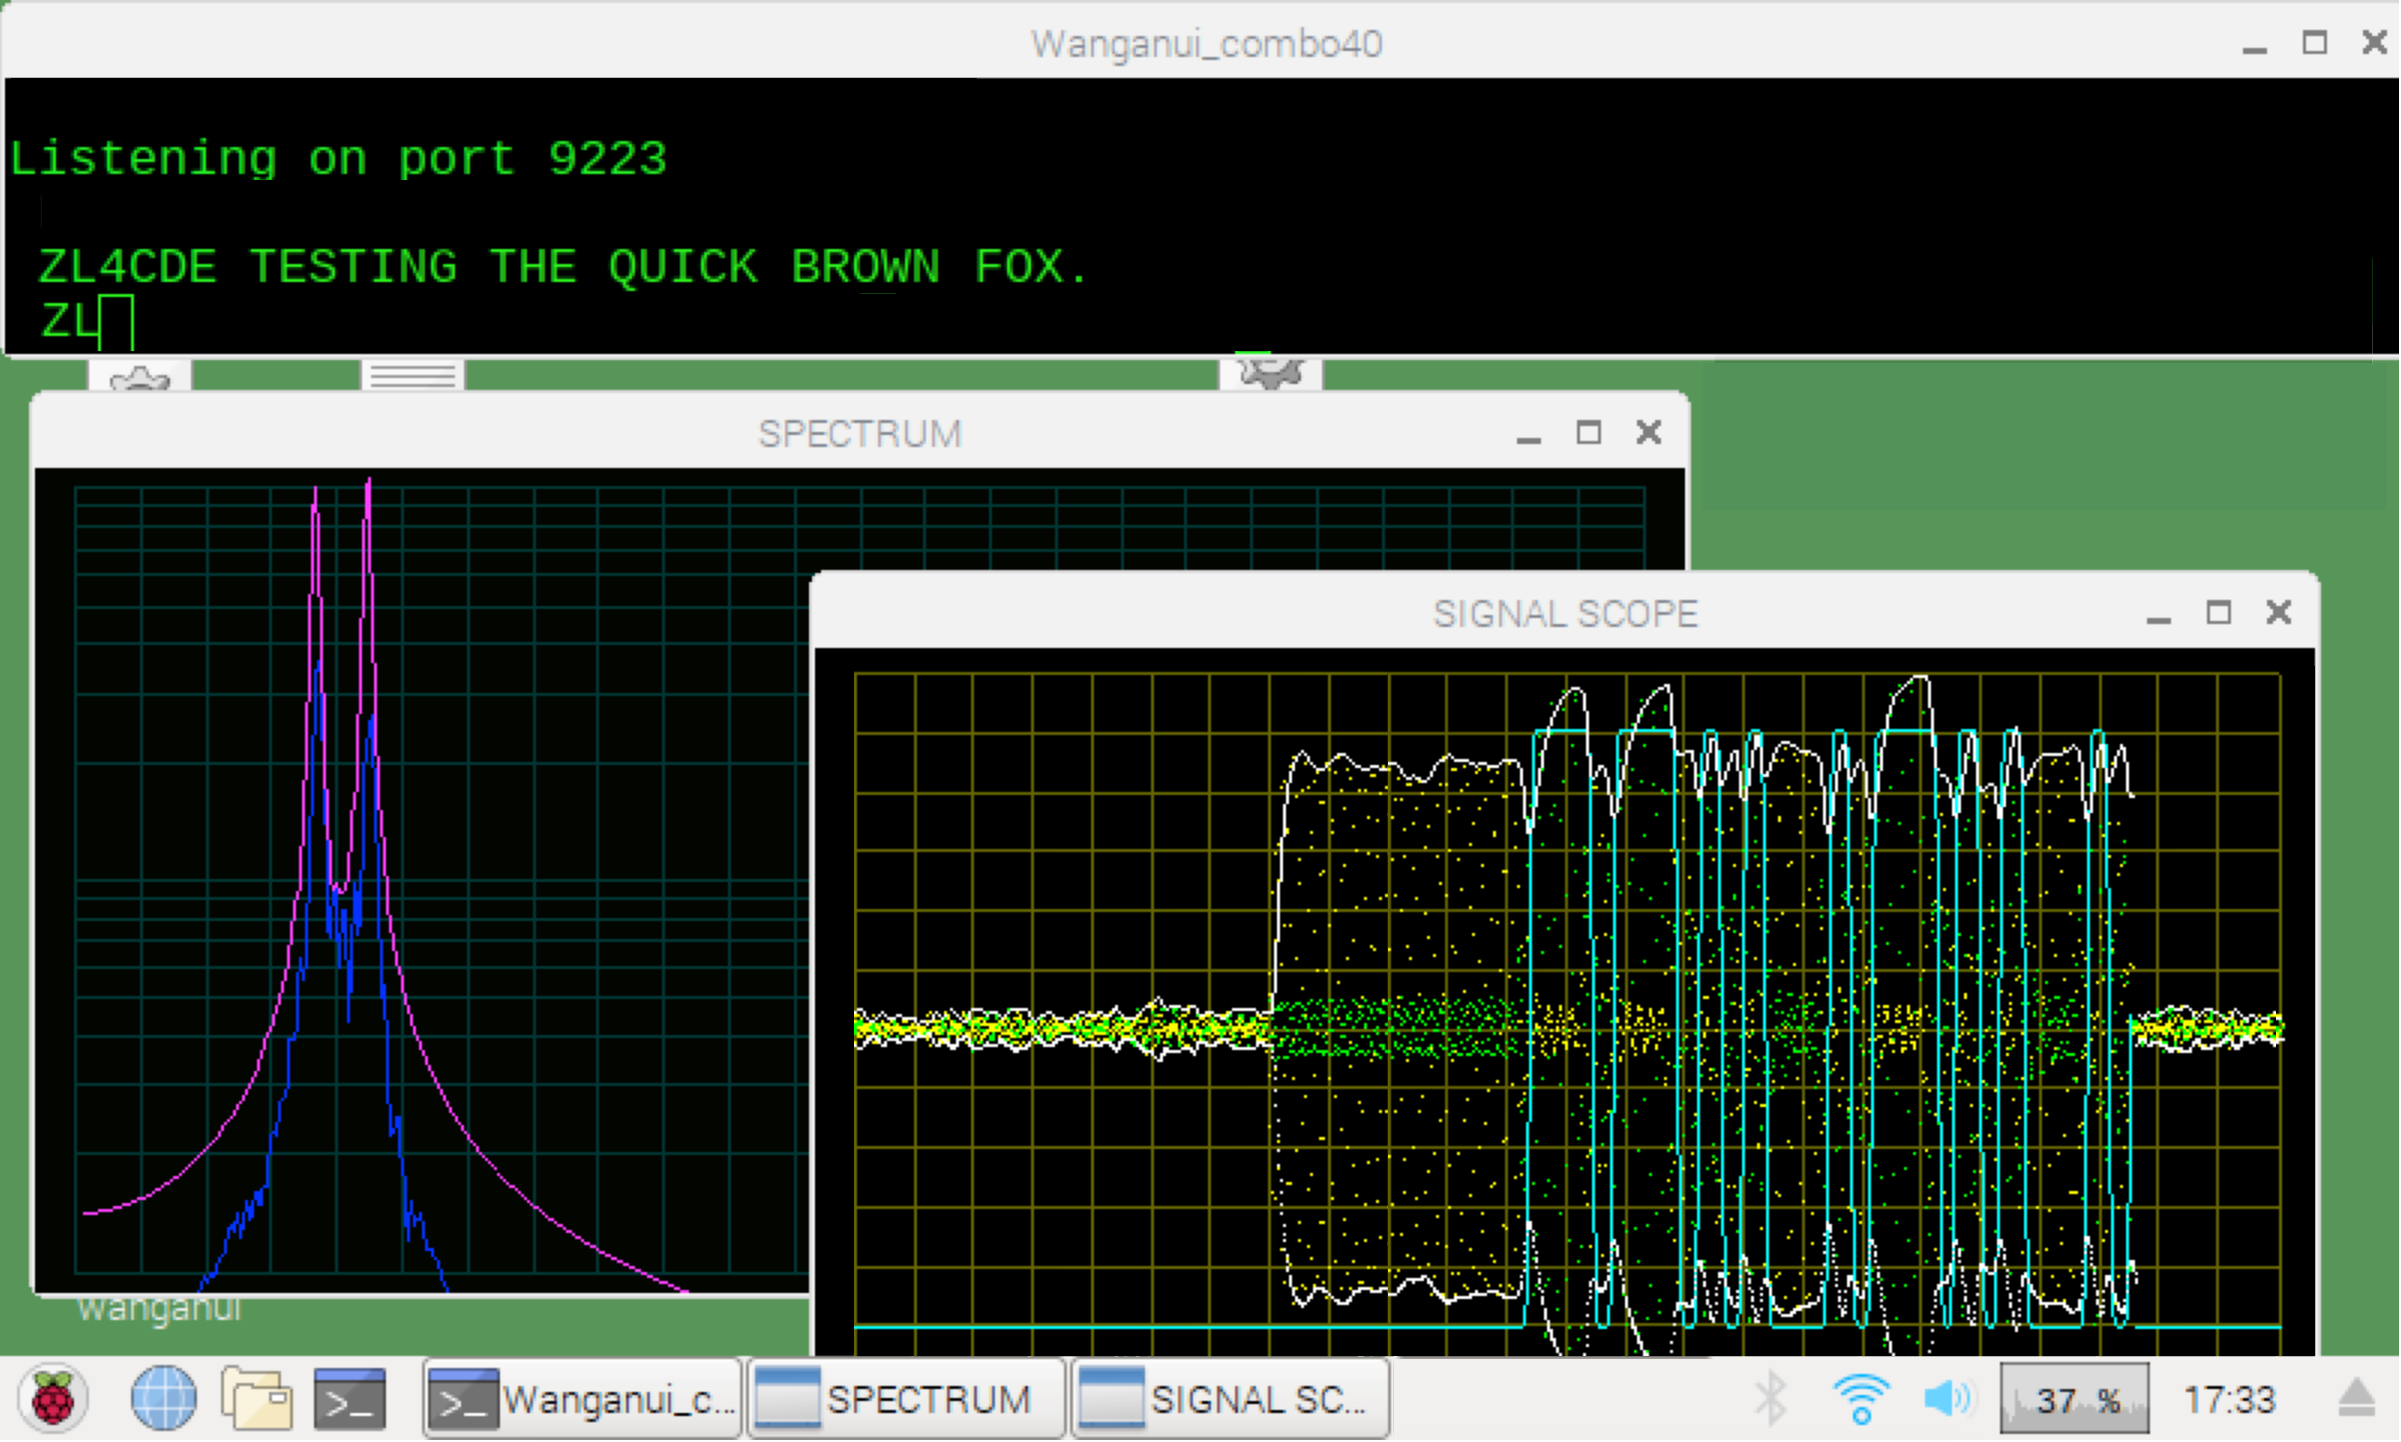 Wanganui_combo40
Listening on port 9223
ZL4CDE TESTING THE QUICK BROWN FOX.
ZL
SPECTRUM
SIGNAL SCOPE
Wanganui
>_
>_ Wanganui_c...
SPECTRUM
SIGNAL SC...
37 %
17:33